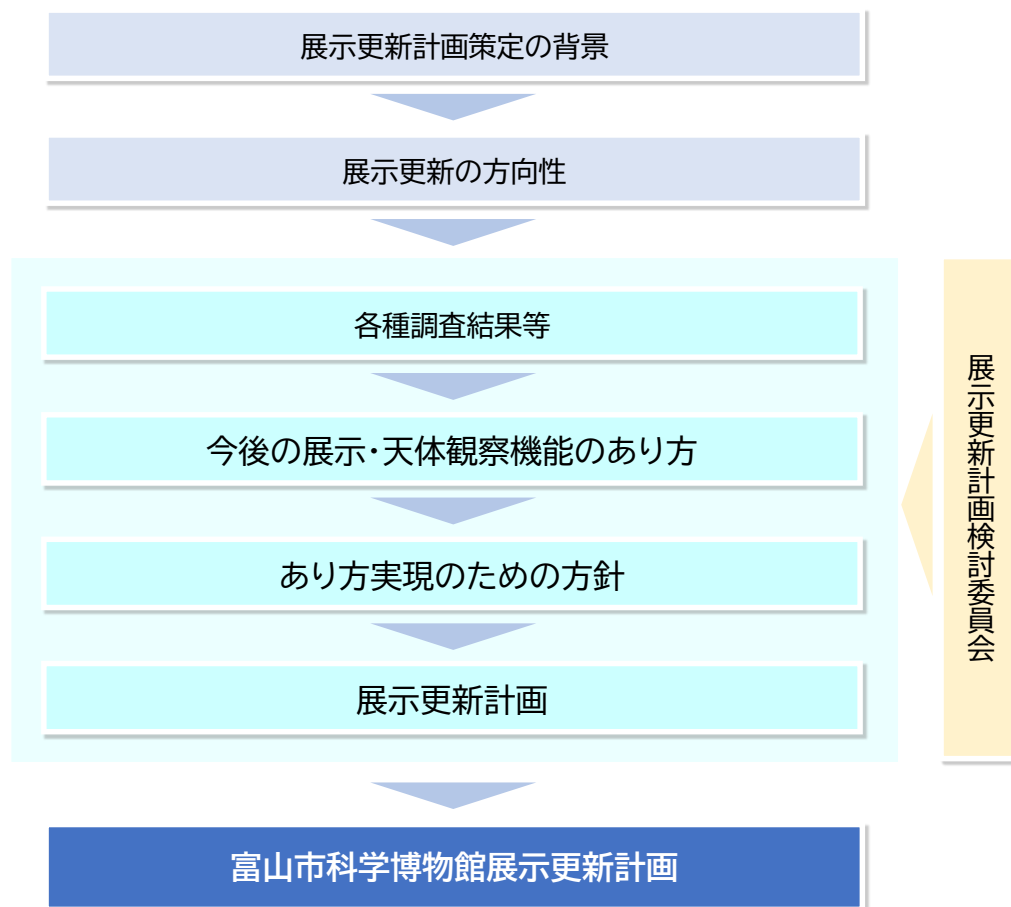 展示更新計画策定の背景
展示更新の方向性
各種調査結果等
今後の展示・天体観察機能のあり方
あり方実現のための方針
展示更新計画
展示更新計画検討委員会
富山市科学博物館展示更新計画